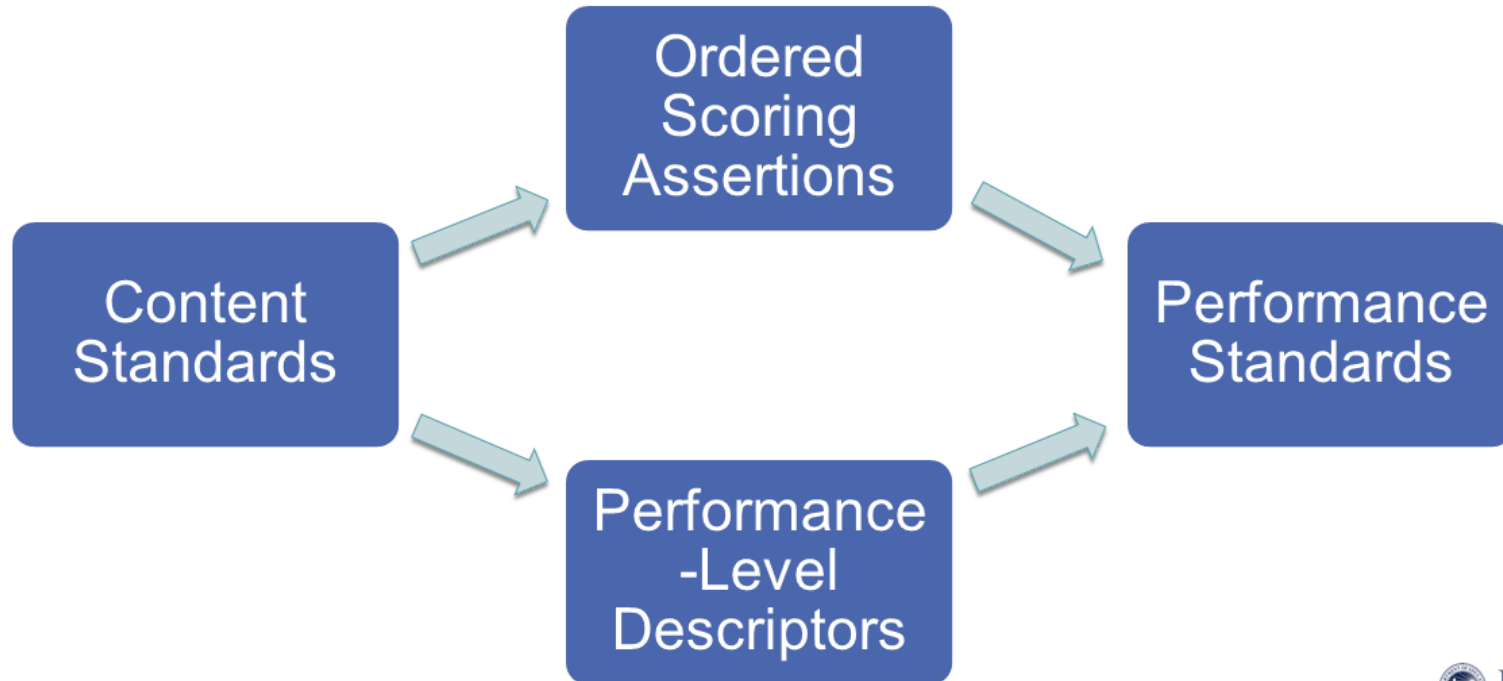 Ordered
Scoring
Assertions
Content
Standards
Performance
Standards
Performance
-Level
Descriptors